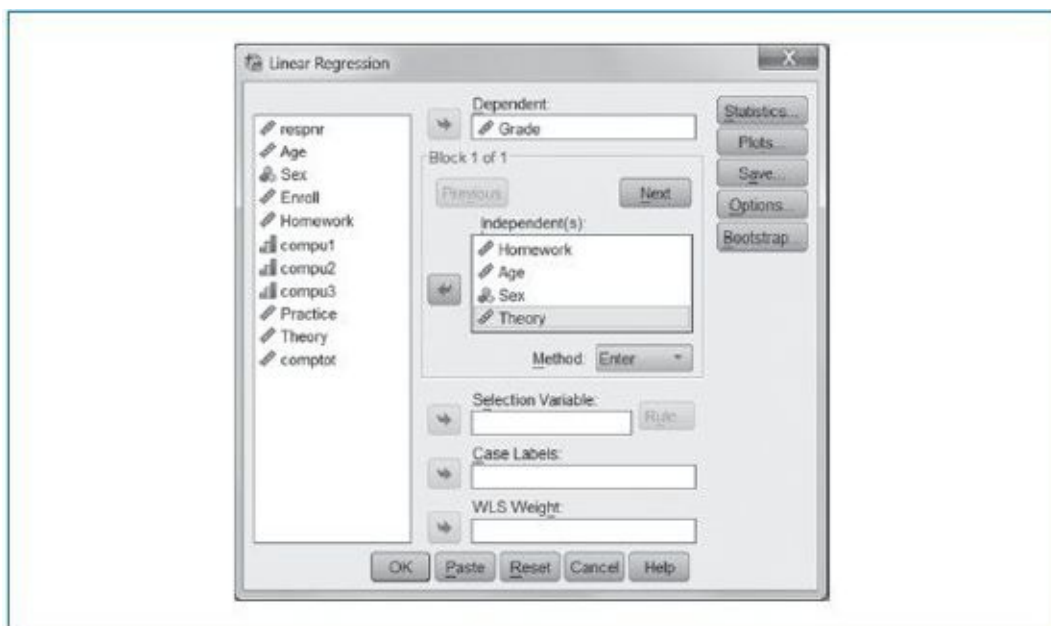 Linear Regression
X
respnr
Age
Sex
Enroll
Homework
compu1
compu2
compu3
Practice
Theory
comptot
Dependent:
Grade
Block 1 of 1
Previous
Next
Independent(s):
Homework
Age
Sex
Theory
Method: Enter
Selection Variable:
Rule...
Case Labels:
WLS Weight:
Statistics...
Plots...
Save...
Options...
Bootstrap...
OK
Paste
Reset
Cancel
Help